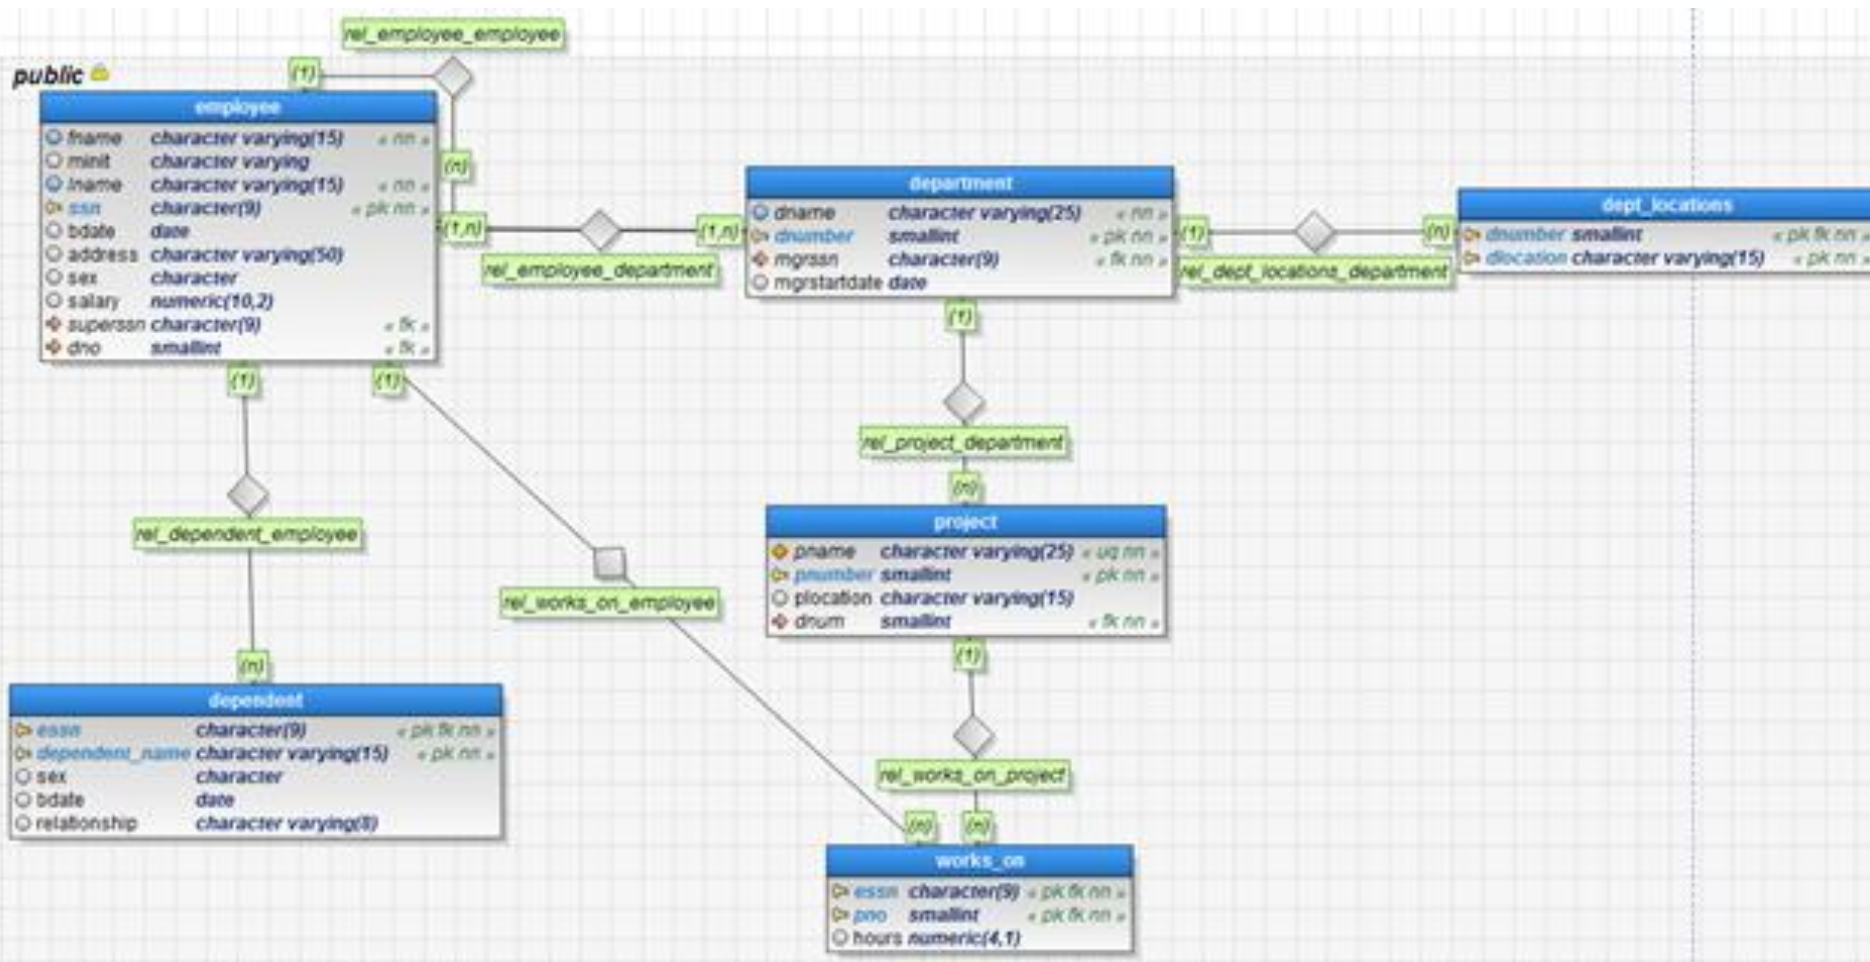 rel_employee_employee
public
(1)
employee
fname character varying(15) « nn »
minit character varying
lname character varying(15) « nn »
ssn character(9) « pk nn »
bdate date
address character varying(50)
sex character
salary numeric(10,2)
superssn character(9) « fk »
dno smallint « fk »
(n)
(1,n)
rel_employee_department
(1,n)
department
dname character varying(25) « nn »
dnumber smallint « pk nn »
mgrssn character(9) « fk nn »
mgrstartdate date
(1)
rel_dept_locations_department
(n)
dept_locations
dnumber smallint « pk fk nn »
dlocation character varying(15) « pk nn »
(1)
(1)
(1)
rel_project_department
(n)
project
pname character varying(25) « uq nn »
pnumber smallint « pk nn »
plocation character varying(15)
dnum smallint « fk nn »
rel_dependent_employee
rel_works_on_employee
(n)
(1)
dependent
essn character(9) « pk fk nn »
dependent_name character varying(15) « pk nn »
sex character
bdate date
relationship character varying(8)
rel_works_on_project
(n)
(n)
works_on
essn character(9) « pk fk nn »
pno smallint « pk fk nn »
hours numeric(4,1)